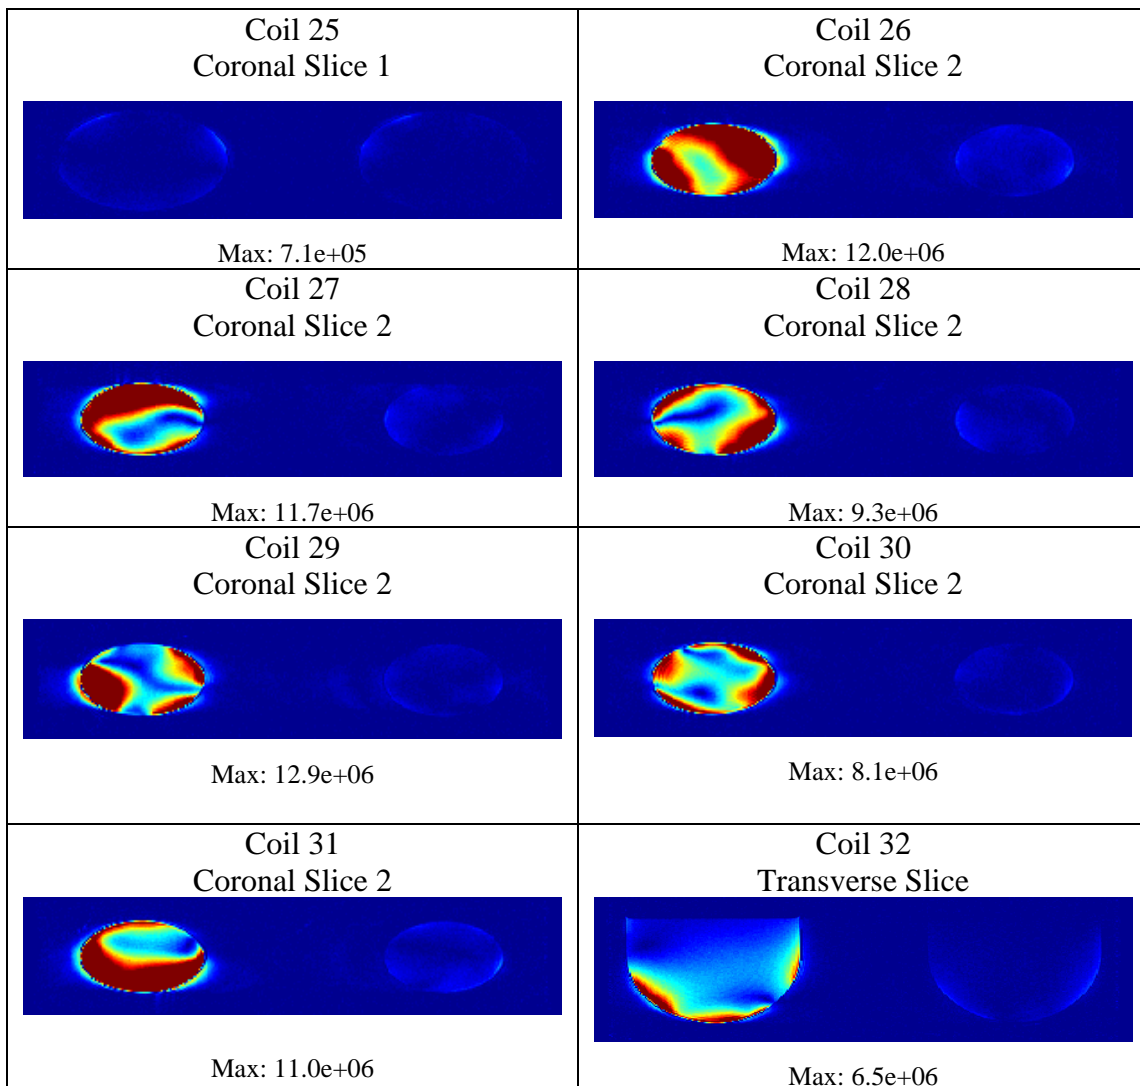 Coil 25
Coronal Slice 1
Max: 7.1e+05
Coil 26
Coronal Slice 2
Max: 12.0e+06
Coil 27
Coronal Slice 2
Max: 11.7e+06
Coil 28
Coronal Slice 2
Max: 9.3e+06
Coil 29
Coronal Slice 2
Max: 12.9e+06
Coil 30
Coronal Slice 2
Max: 8.1e+06
Coil 31
Coronal Slice 2
Max: 11.0e+06
Coil 32
Transverse Slice
Max: 6.5e+06